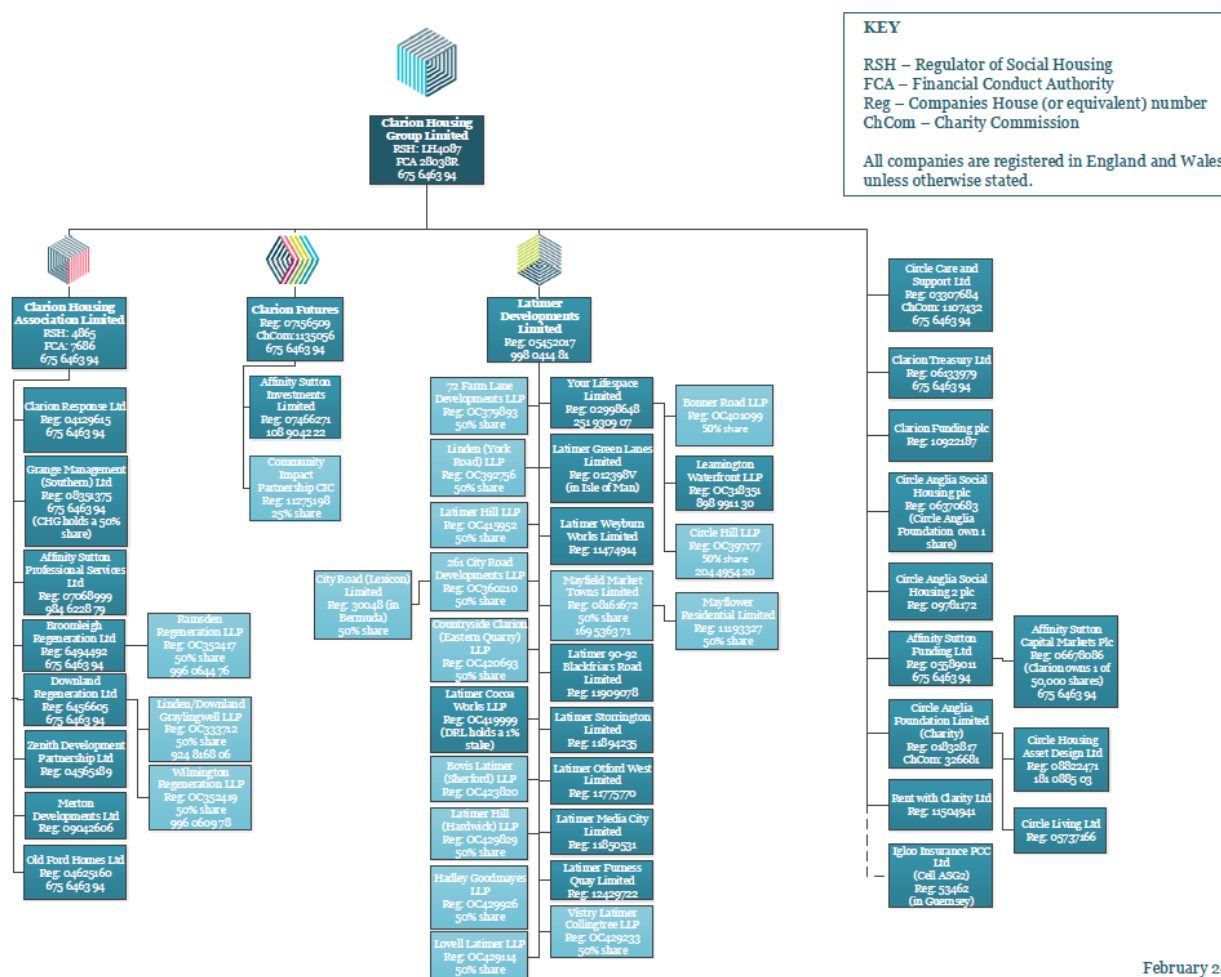 KEY
RSH – Regulator of Social Housing
FCA – Financial Conduct Authority
Reg – Companies House (or equivalent) number
ChCom – Charity Commission
All companies are registered in England and Wales
unless otherwise stated.
Clarion Housing
Group Limited
RSH: LH4087
FCA 28038R
675 6463 94
Clarion Housing
Association Limited
RSH: 4865
FCA: 7686
675 6463 94
Clarion Response Ltd
Reg: 04129615
675 6463 94
Grange Management
(Southern) Ltd
Reg: 08351375
675 6463 94
(CHG holds a 50%
share)
Affinity Sutton
Professional Services
Ltd
Reg: 07068999
984 6228 79
Broomleigh
Regeneration Ltd
Reg: 6494492
675 6463 94
Ramsden
Regeneration LLP
Reg: OC352417
50% share
996 0644 76
Downland
Regeneration Ltd
Reg: 6456605
675 6463 94
Linden/Downland
Graylingwell LLP
Reg: OC333712
50% share
924 8168 06
Wilmington
Regeneration LLP
Reg: OC352419
50% share
996 0609 78
Zenith Development
Partnership Ltd
Reg: 04565189
Merton
Developments Ltd
Reg: 09042606
Old Ford Homes Ltd
Reg: 04625160
675 6463 94
Clarion Futures
Reg: 07156509
ChCom:1135056
675 6463 94
Affinity Sutton
Investments
Limited
Reg: 07466271
108 9042 22
Community
Impact
Partnership CIC
Reg: 11275198
25% share
Latimer
Developments
Limited
Reg: 05452017
998 0414 81
72 Farm Lane
Developments LLP
Reg: OC379893
50% share
Linden (York
Road) LLP
Reg: OC392756
50% share
Latimer Hill LLP
Reg: OC415952
50% share
261 City Road
Developments LLP
Reg: OC360210
50% share
City Road (Lexicon)
Limited
Reg: 30048 (in
Bermuda)
50% share
Countryside Clarion
(Eastern Quarry)
LLP
Reg: OC420693
50% share
Latimer Cocoa
Works LLP
Reg: OC419999
(DRL holds a 1%
stake)
Bovis Latimer
(Sherford) LLP
Reg: OC423820
Latimer Hill
(Hardwick) LLP
Reg: OC429829
50% share
Hadley Goodmayes
LLP
Reg: OC429926
50% share
Lovell Latimer LLP
Reg: OC429114
50% share
Your Lifespace
Limited
Reg: 02998648
251 9309 07
Latimer Green Lanes
Limited
Reg: 012398V
(in Isle of Man)
Latimer Weyburn
Works Limited
Reg: 11474914
Mayfield Market
Towns Limited
Reg: 08161672
50% share
169 5363 71
Latimer 90-92
Blackfriars Road
Limited
Reg: 11909078
Latimer Storrington
Limited
Reg: 11894235
Latimer Otford West
Limited
Reg: 11775770
Latimer Media City
Limited
Reg: 11850531
Latimer Furness
Quay Limited
Reg: 12429722
Vistry Latimer
Collingtree LLP
Reg: OC429233
50% share
Bonner Road LLP
Reg: OC401099
50% share
Leamington
Waterfront LLP
Reg: OC318351
898 9911 30
Circle Hill LLP
Reg: OC397177
50% share
204 4954 20
Mayflower
Residential Limited
Reg: 11193327
50% share
Circle Care and
Support Ltd
Reg: 03307684
ChCom: 1107432
675 6463 94
Clarion Treasury Ltd
Reg: 06133979
675 6463 94
Clarion Funding plc
Reg: 10922187
Circle Anglia Social
Housing plc
Reg: 06370683
(Circle Anglia
Foundation own 1
share)
Circle Anglia Social
Housing 2 plc
Reg: 09781172
Affinity Sutton
Funding Ltd
Reg: 05589011
675 6463 94
Affinity Sutton
Capital Markets Plc
Reg: 06678086
(Clarion owns 1 of
50,000 shares)
675 6463 94
Circle Anglia
Foundation Limited
(Charity)
Reg: 01832817
ChCom: 326681
Circle Housing
Asset Design Ltd
Reg: 08822471
181 0885 03
Circle Living Ltd
Reg: 05737166
Rent with Clarity Ltd
Reg: 11504941
Igloo Insurance PCC
Ltd
(Cell ASG2)
Reg: 53462
(in Guernsey)
February